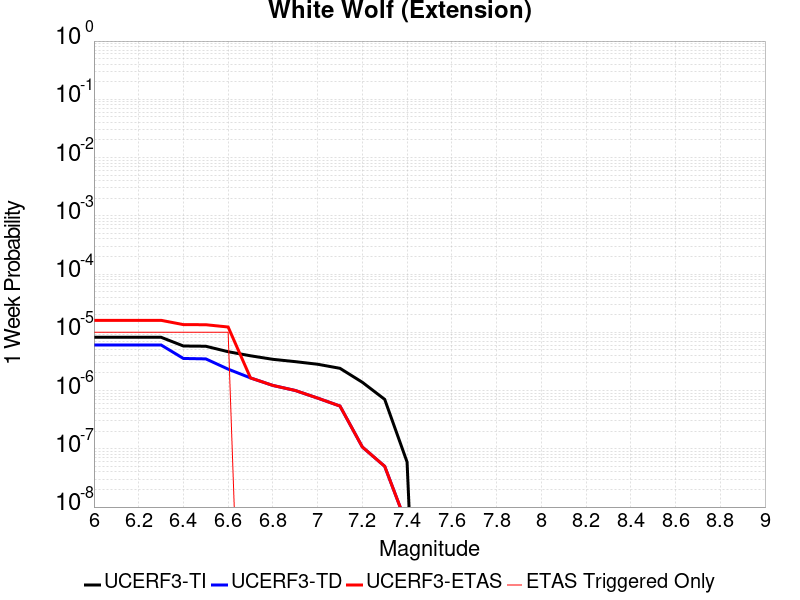 White Wolf (Extension)
10^0
10^-1
10^-2
10^-3
10^-4
10^-5
10^-6
10^-7
10^-8
1 Week Probability
6 6.2 6.4 6.6 6.8 7 7.2 7.4 7.6 7.8 8 8.2 8.4 8.6 8.8 9
Magnitude
UCERF3-TI UCERF3-TD UCERF3-ETAS ETAS Triggered Only